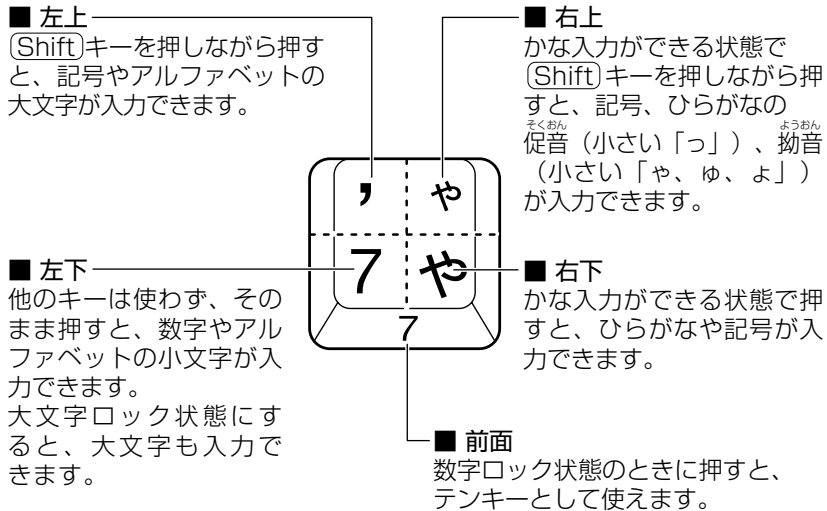 ■ 左上
Shiftキーを押しながら押す
と、記号やアルファベットの
大文字が入力できます。
■ 右上
かな入力ができる状態で
Shiftキーを押しながら押
すと、記号、ひらがなの
そくおん ようおん
促音（小さい「っ」）、拗音
（小さい「ゃ、ゅ、ょ」）
が入力できます。
' ゃ
7 や
7
■ 左下
他のキーは使わず、その
まま押すと、数字やアル
ファベットの小文字が入
力できます。
大文字ロック状態にす
ると、大文字も入力で
きます。
■ 右下
かな入力ができる状態で押
すと、ひらがなや記号が入
力できます。
■ 前面
数字ロック状態のときに押すと、
テンキーとして使えます。